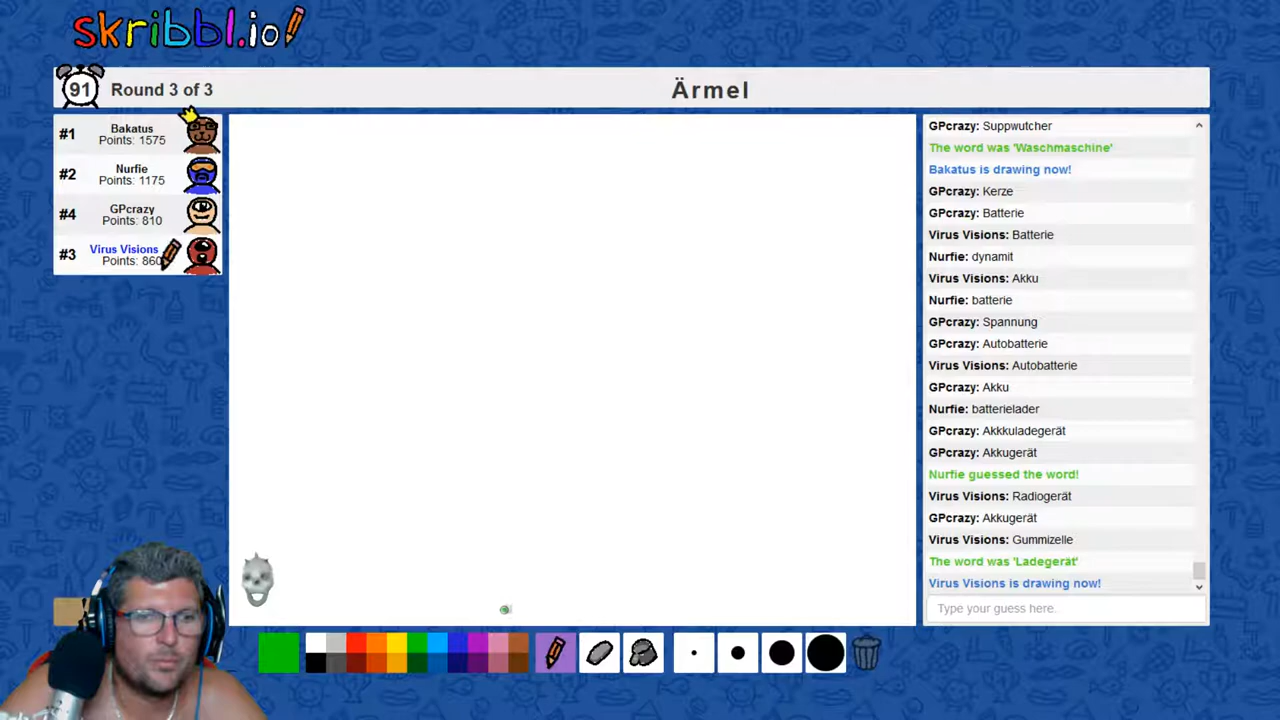 skribbl.io
91 Round 3 of 3 Ärmel
#1 Bakatus
Points: 1575
#2 Nurfie
Points: 1175
#4 GPcrazy
Points: 810
#3 Virus Visions
Points: 860
GPcrazy: Suppwutcher
The word was 'Waschmaschine'
Bakatus is drawing now!
GPcrazy: Kerze
GPcrazy: Batterie
Virus Visions: Batterie
Nurfie: dynamit
Virus Visions: Akku
Nurfie: batterie
GPcrazy: Spannung
GPcrazy: Autobatterie
Virus Visions: Autobatterie
GPcrazy: Akku
Nurfie: batterielader
GPcrazy: Akkkuladegerät
GPcrazy: Akkugerät
Nurfie guessed the word!
Virus Visions: Radiogerät
GPcrazy: Akkugerät
Virus Visions: Gummizelle
The word was 'Ladegerät'
Virus Visions is drawing now!
Type your guess here.